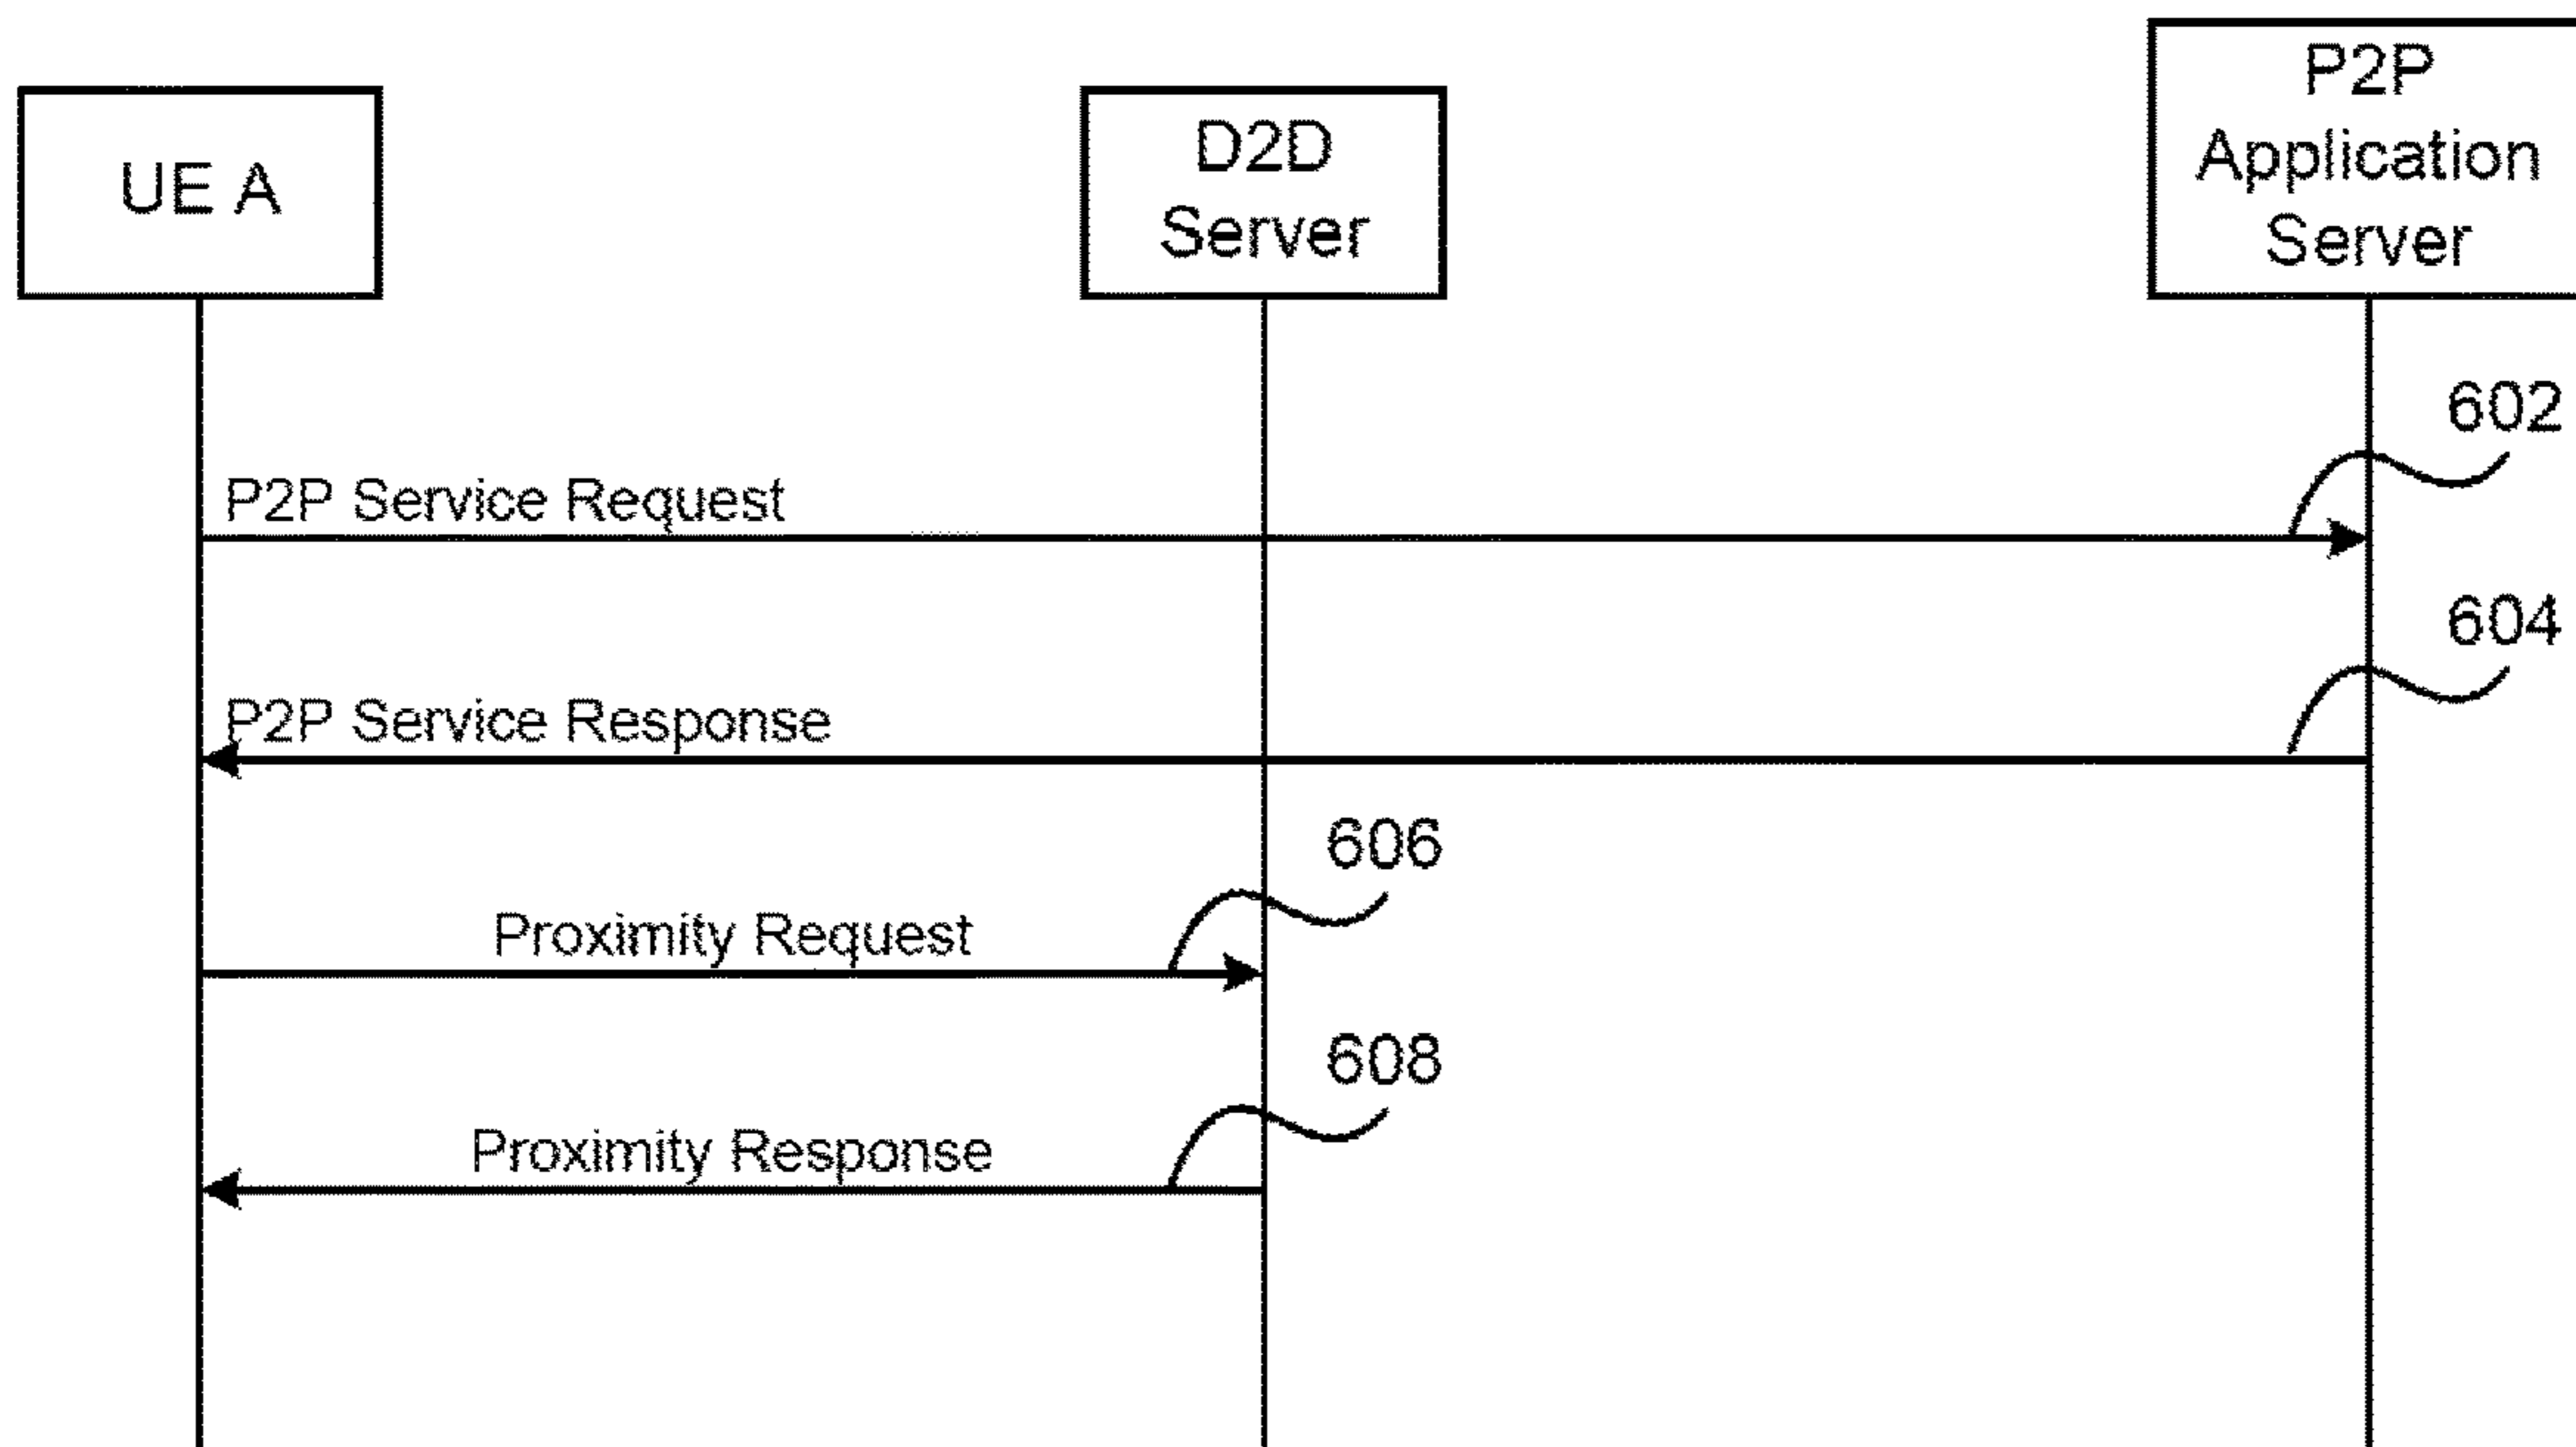 UE A
D2D
Server
P2P
Application
Server
602
P2P Service Request
604
P2P Service Response
606
Proximity Request
608
Proximity Response